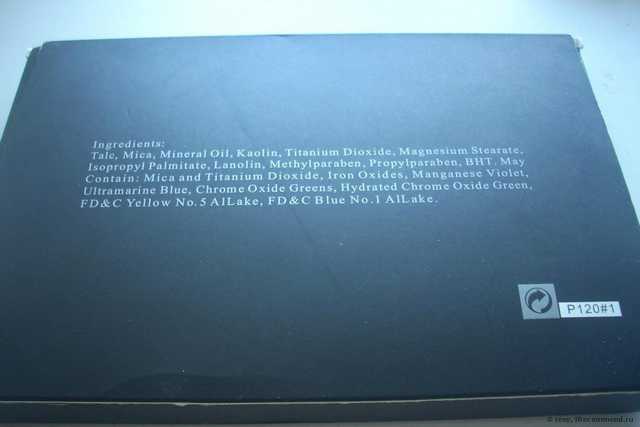 Ingredients:
Talc, Mica, Mineral Oil, Kaolin, Titanium Dioxide, Magnesium Stearate,
Isopropyl Palmitate, Lanolin, Methylparaben, Propylparaben, BHT. May
Contain: Mica and Titanium Dioxide, Iron Oxides, Manganese Violet,
Ultramarine Blue, Chrome Oxide Greens, Hydrated Chrome Oxide Green,
FD&C Yellow No.5 AlLake, FD&C Blue No.1 AlLake.
P120#1